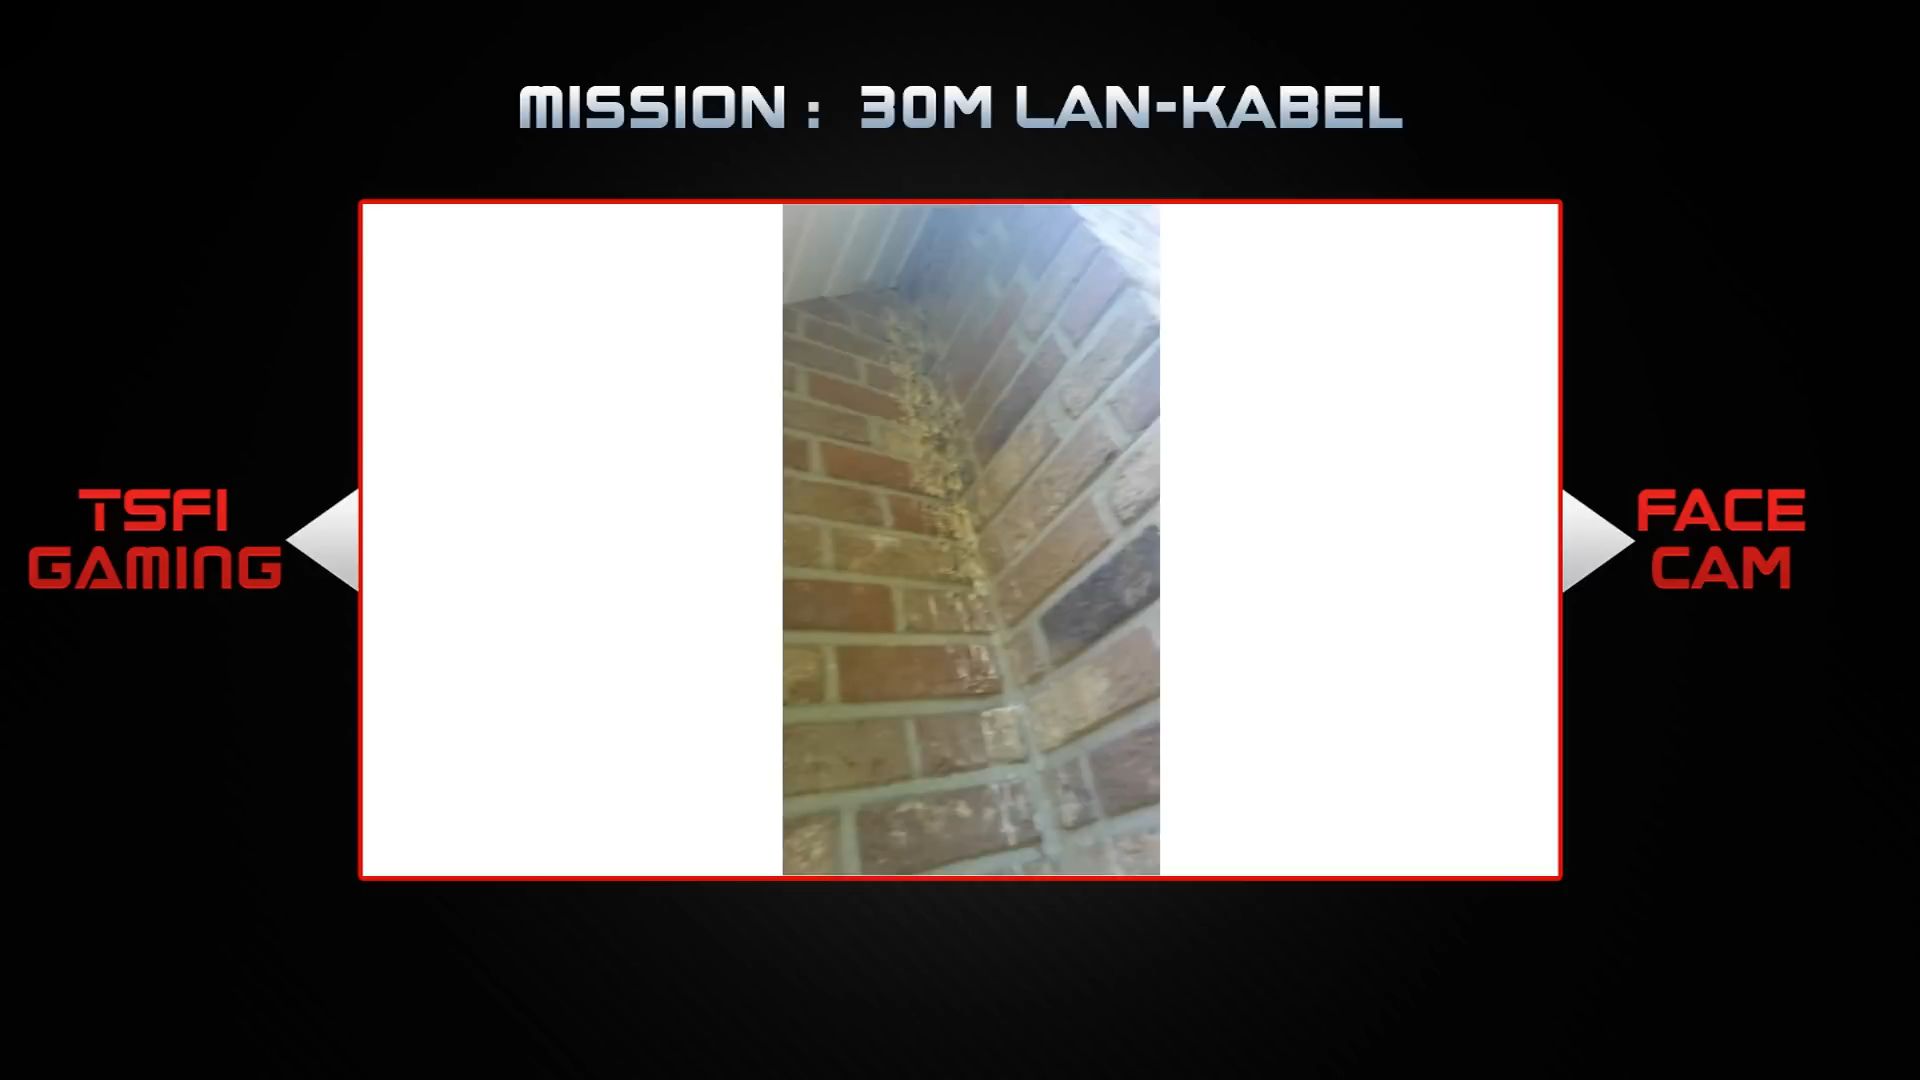 MISSION : 30M LAN-KABEL
TSFI
GAMING
FACE
CAM